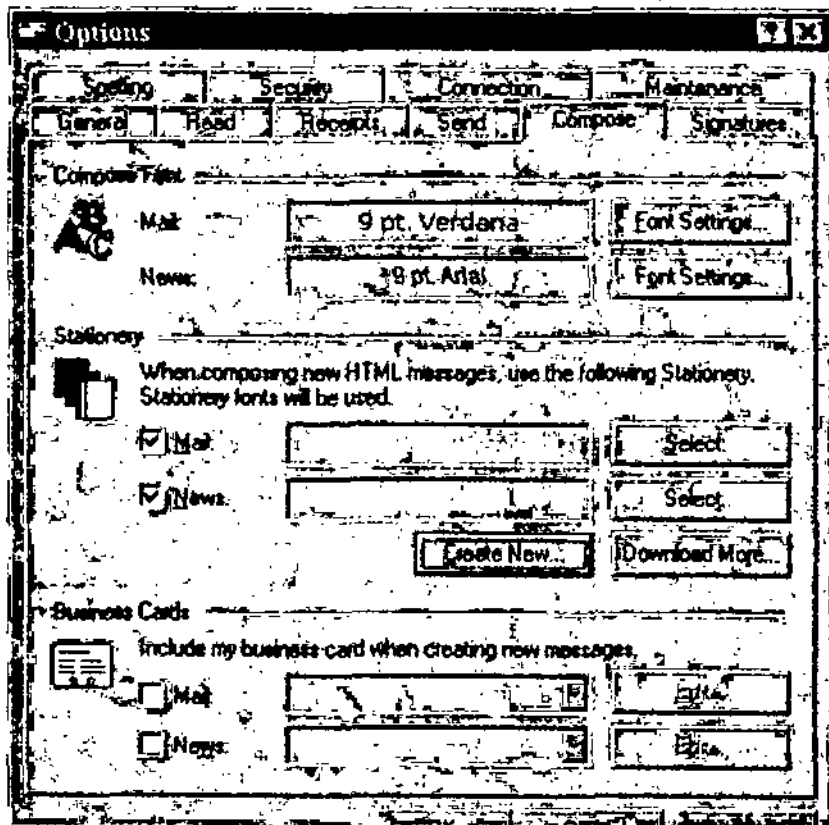 Options
Spelling Security Connection Maintenance
General Read Receipts Send Compose Signatures
Compose Font
Mail: 9 pt. Verdana Font Settings...
News: 9 pt. Arial Font Settings...
Stationery
When composing new HTML messages, use the following Stationery.
Stationery fonts will be used.
Mail: Select...
News: Select...
Create New... Download More...
Business Cards
Include my business card when creating new messages.
Mail:
News: